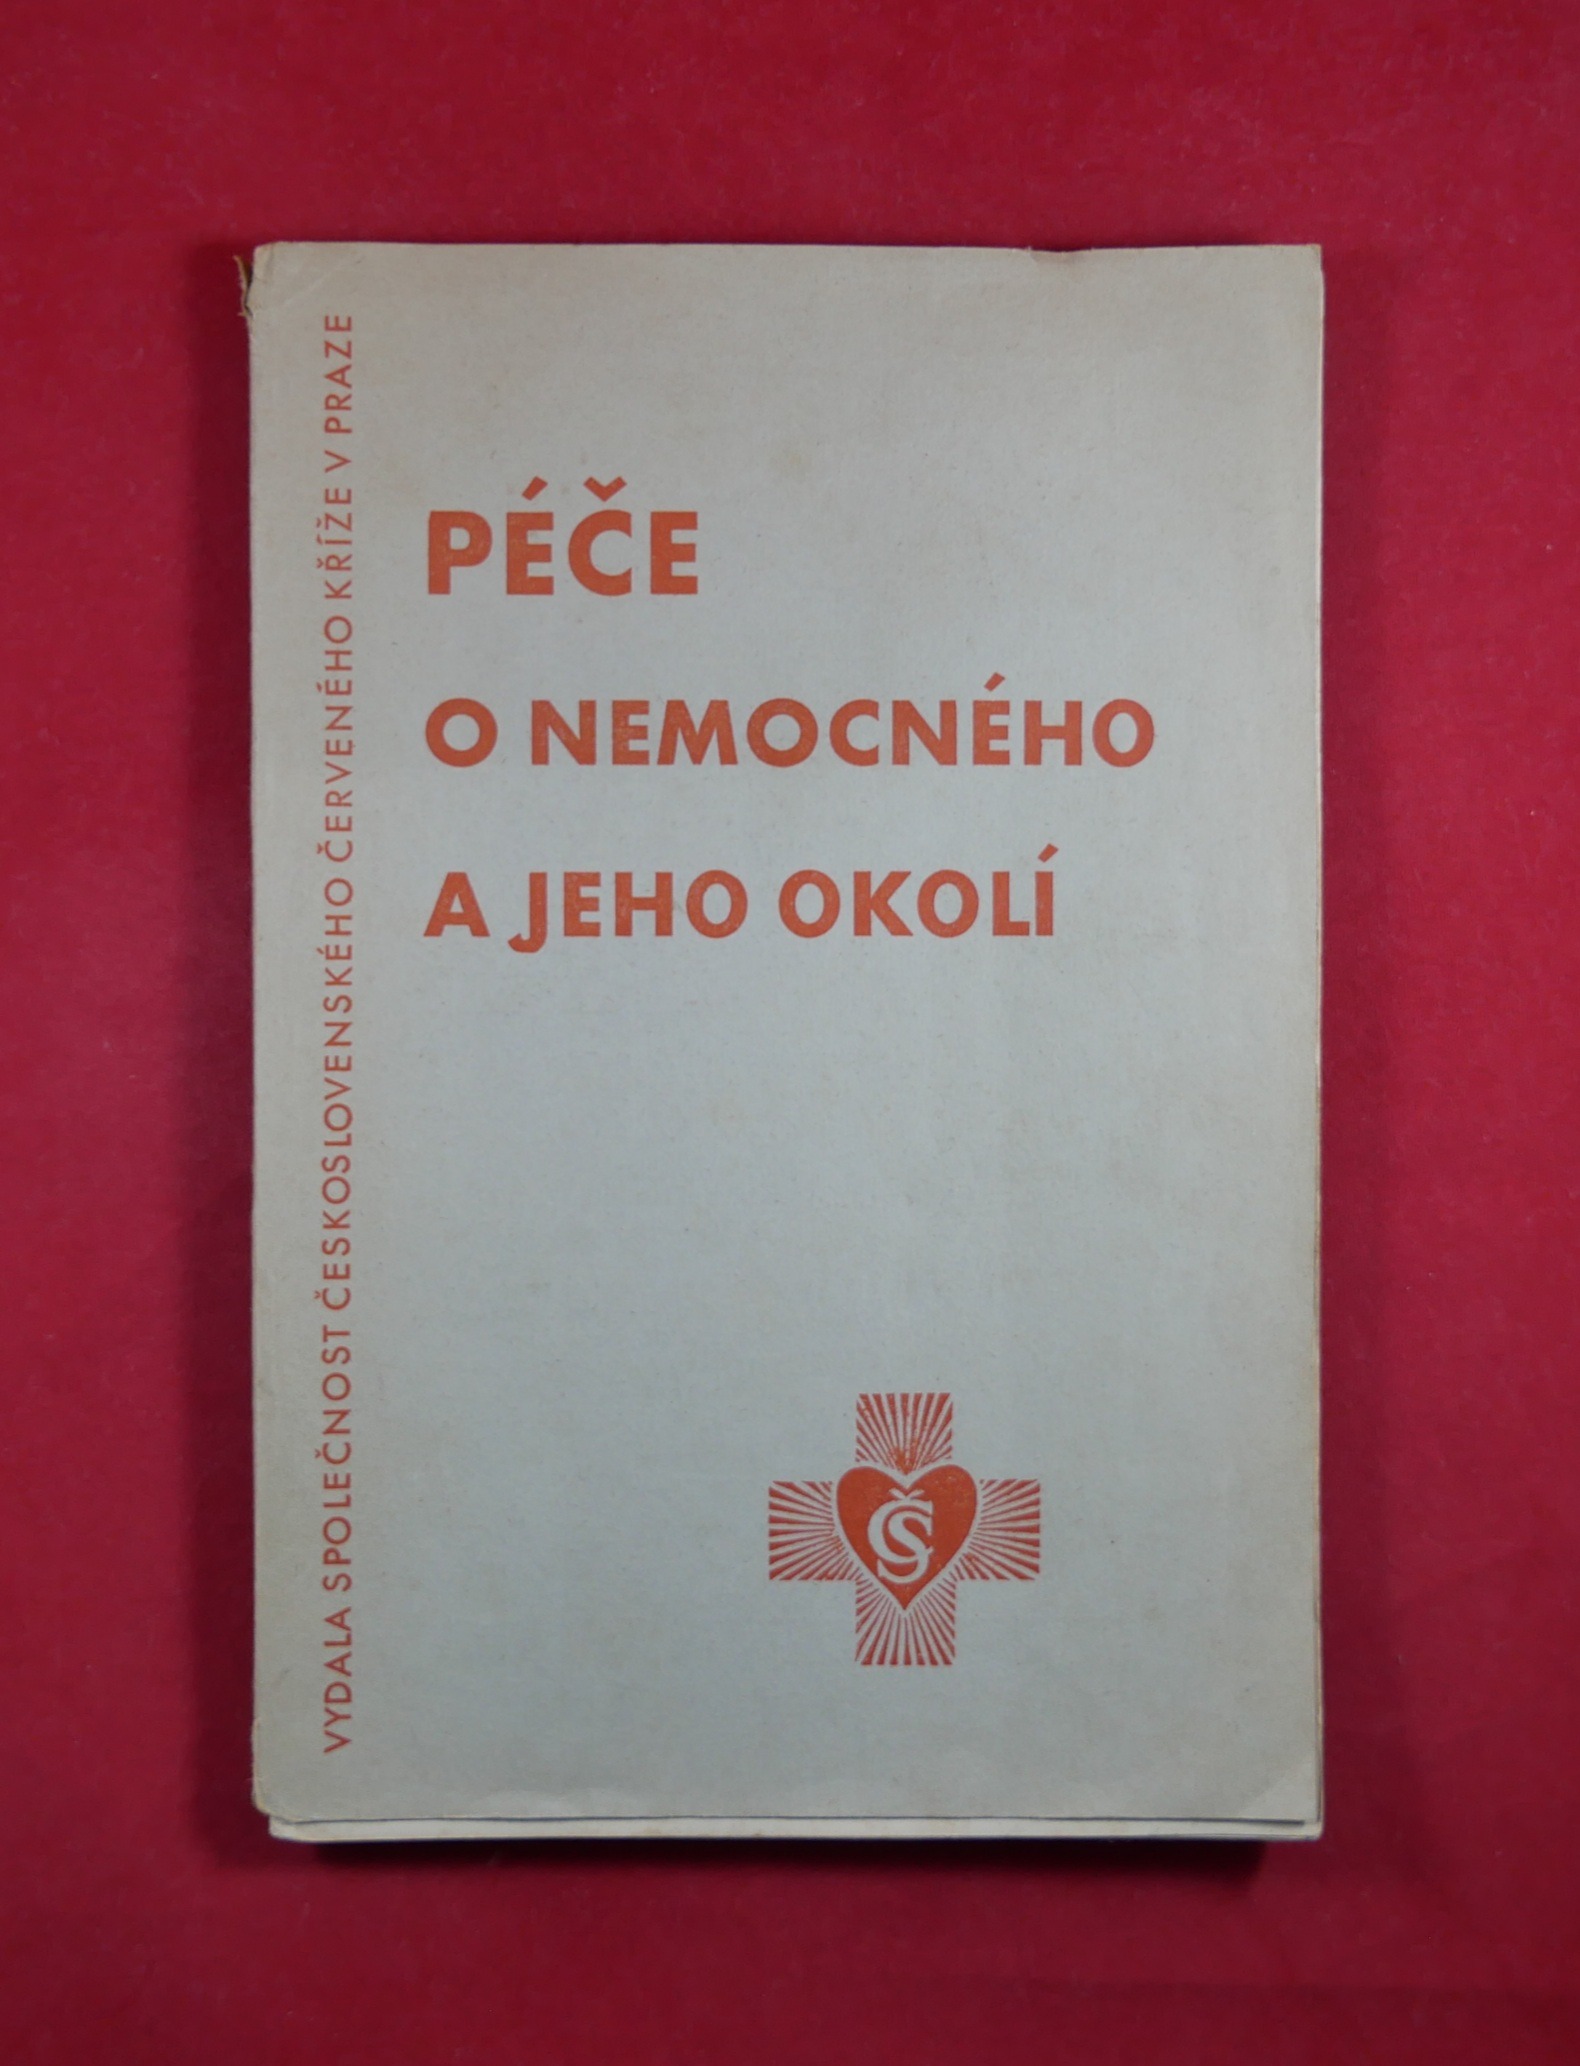 VYDALA SPOLEČNOST ČESKOSLOVENSKÉHO ČERVENÉHO KŘÍŽE V PRAZE
PÉČE
O NEMOCNÉHO
A JEHO OKOLÍ
ČS